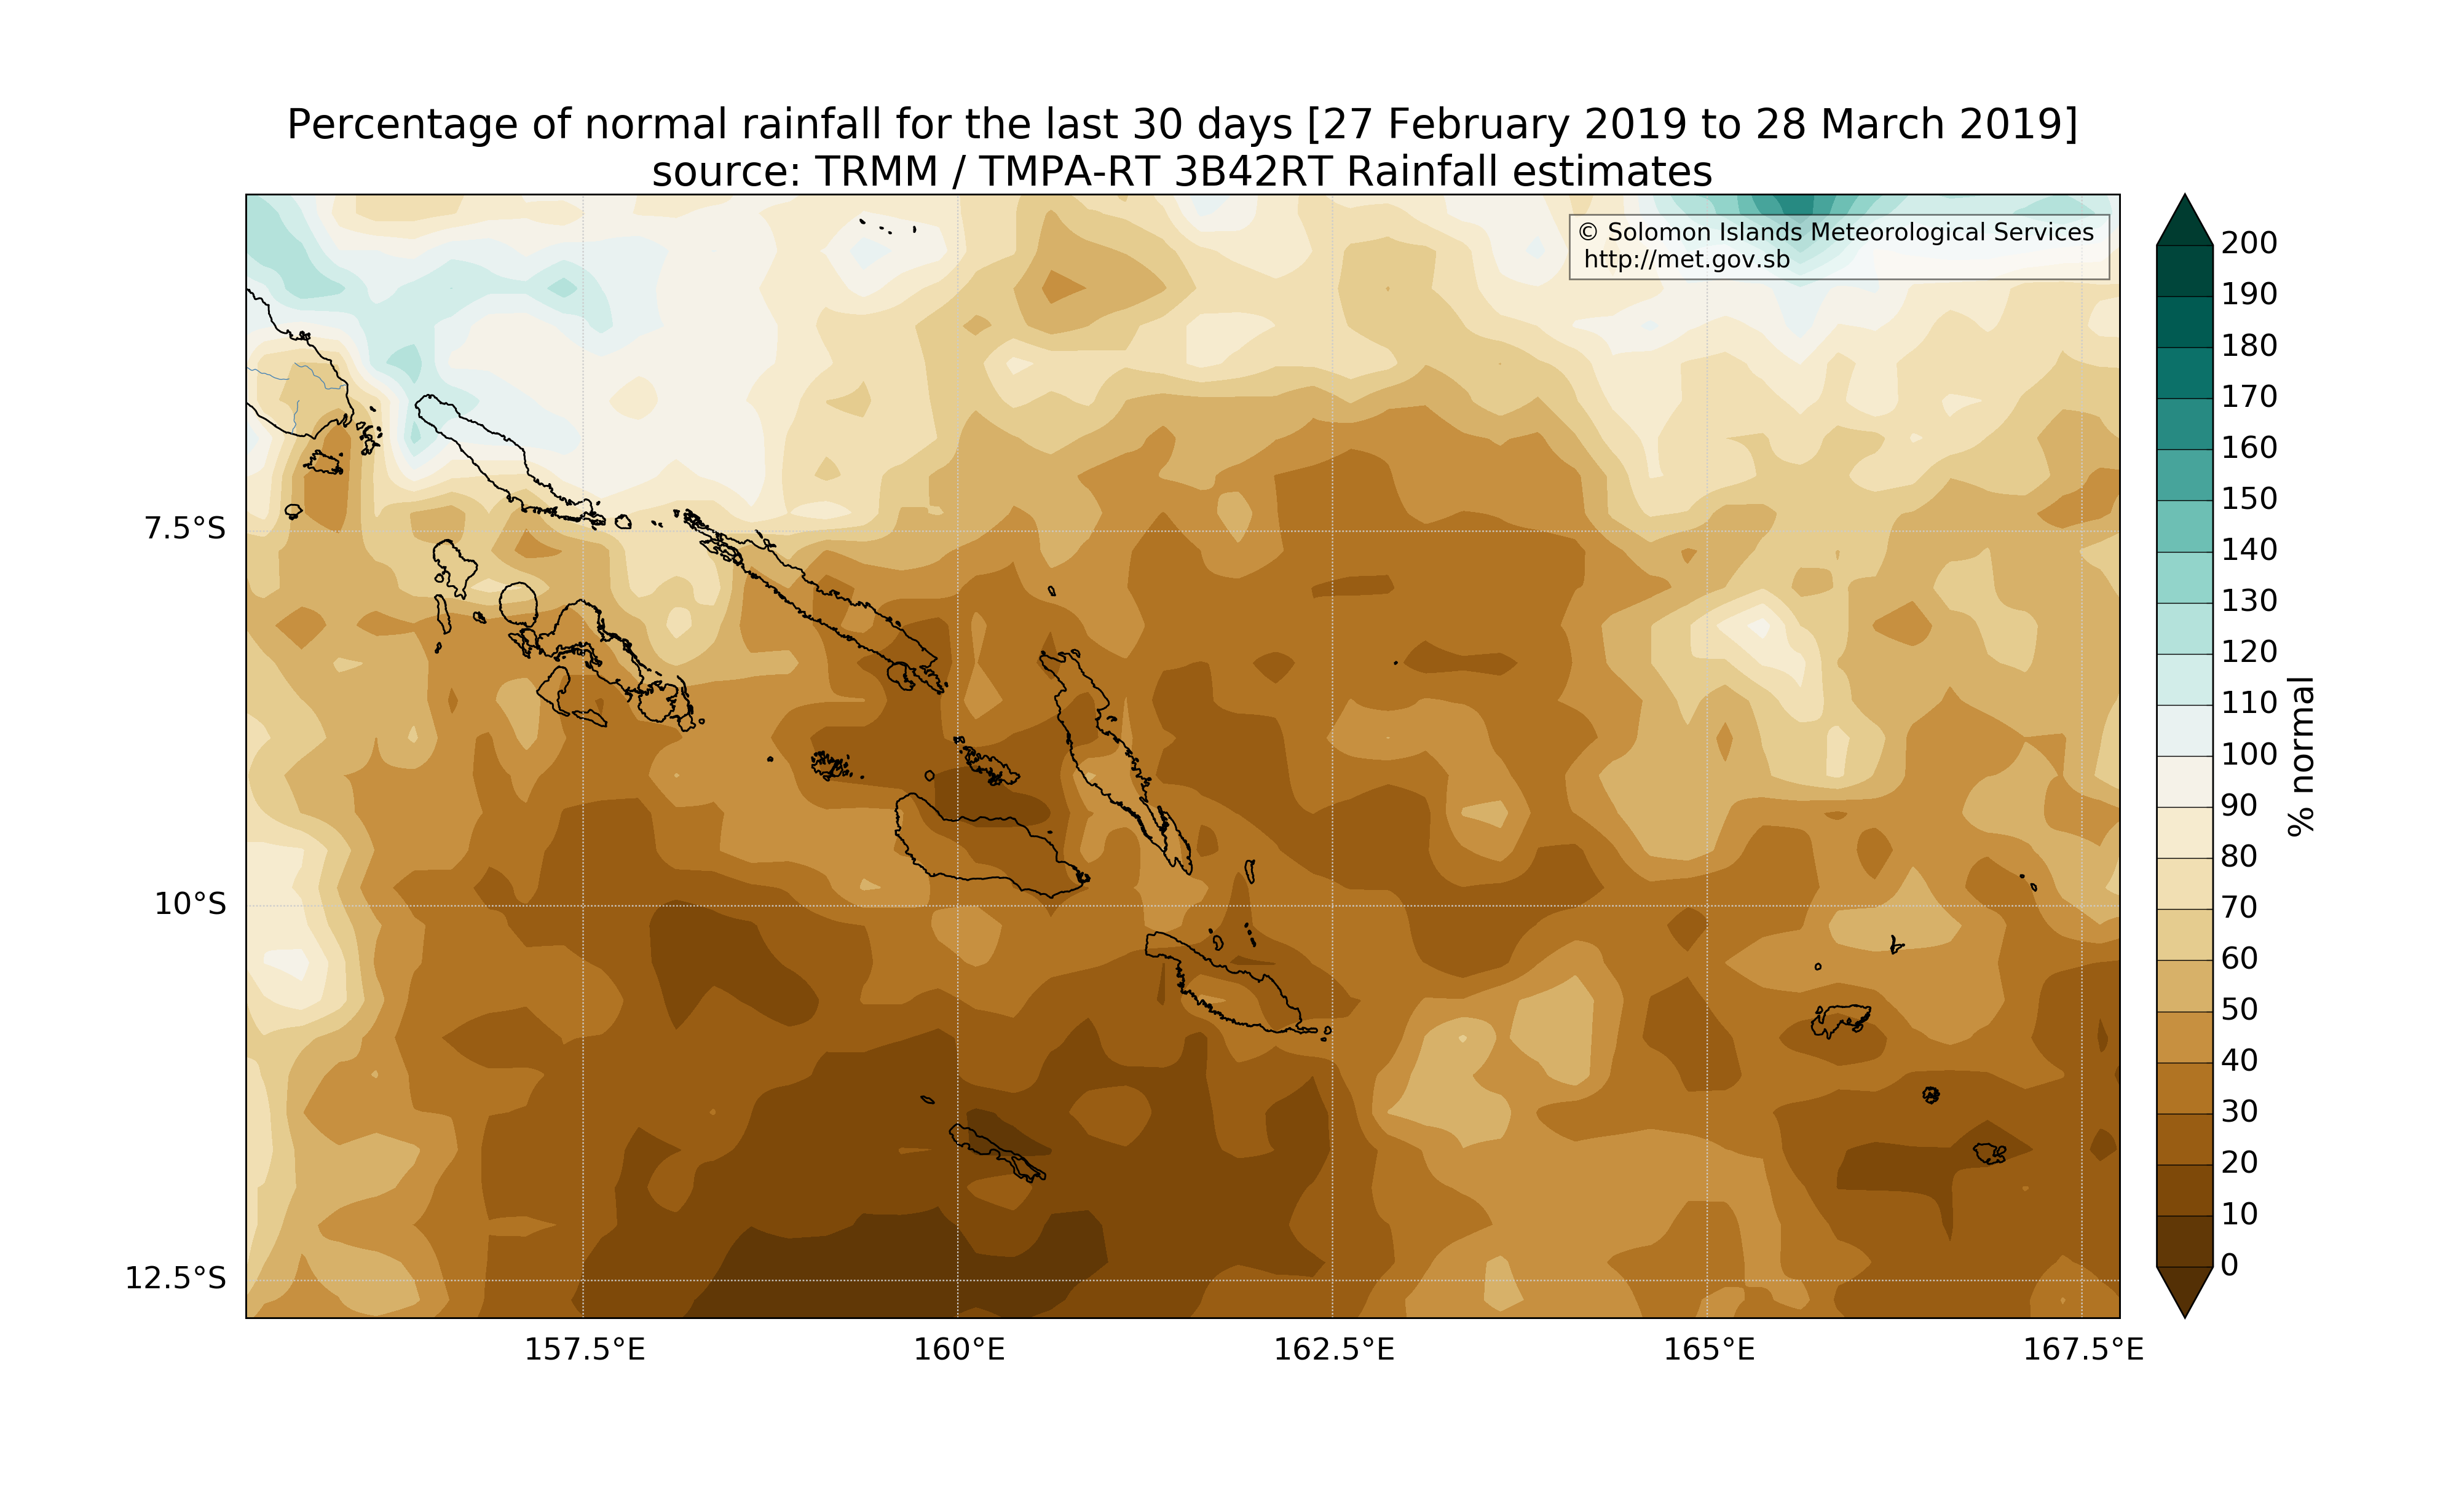 Percentage of normal rainfall for the last 30 days [27 February 2019 to 28 March 2019]
source: TRMM / TMPA-RT 3B42RT Rainfall estimates
© Solomon Islands Meteorological Services
http://met.gov.sb
7.5°S
10°S
12.5°S
157.5°E
160°E
162.5°E
165°E
167.5°E
200
190
180
170
160
150
140
130
120
110
100
90
80
70
60
50
40
30
20
10
0
% normal